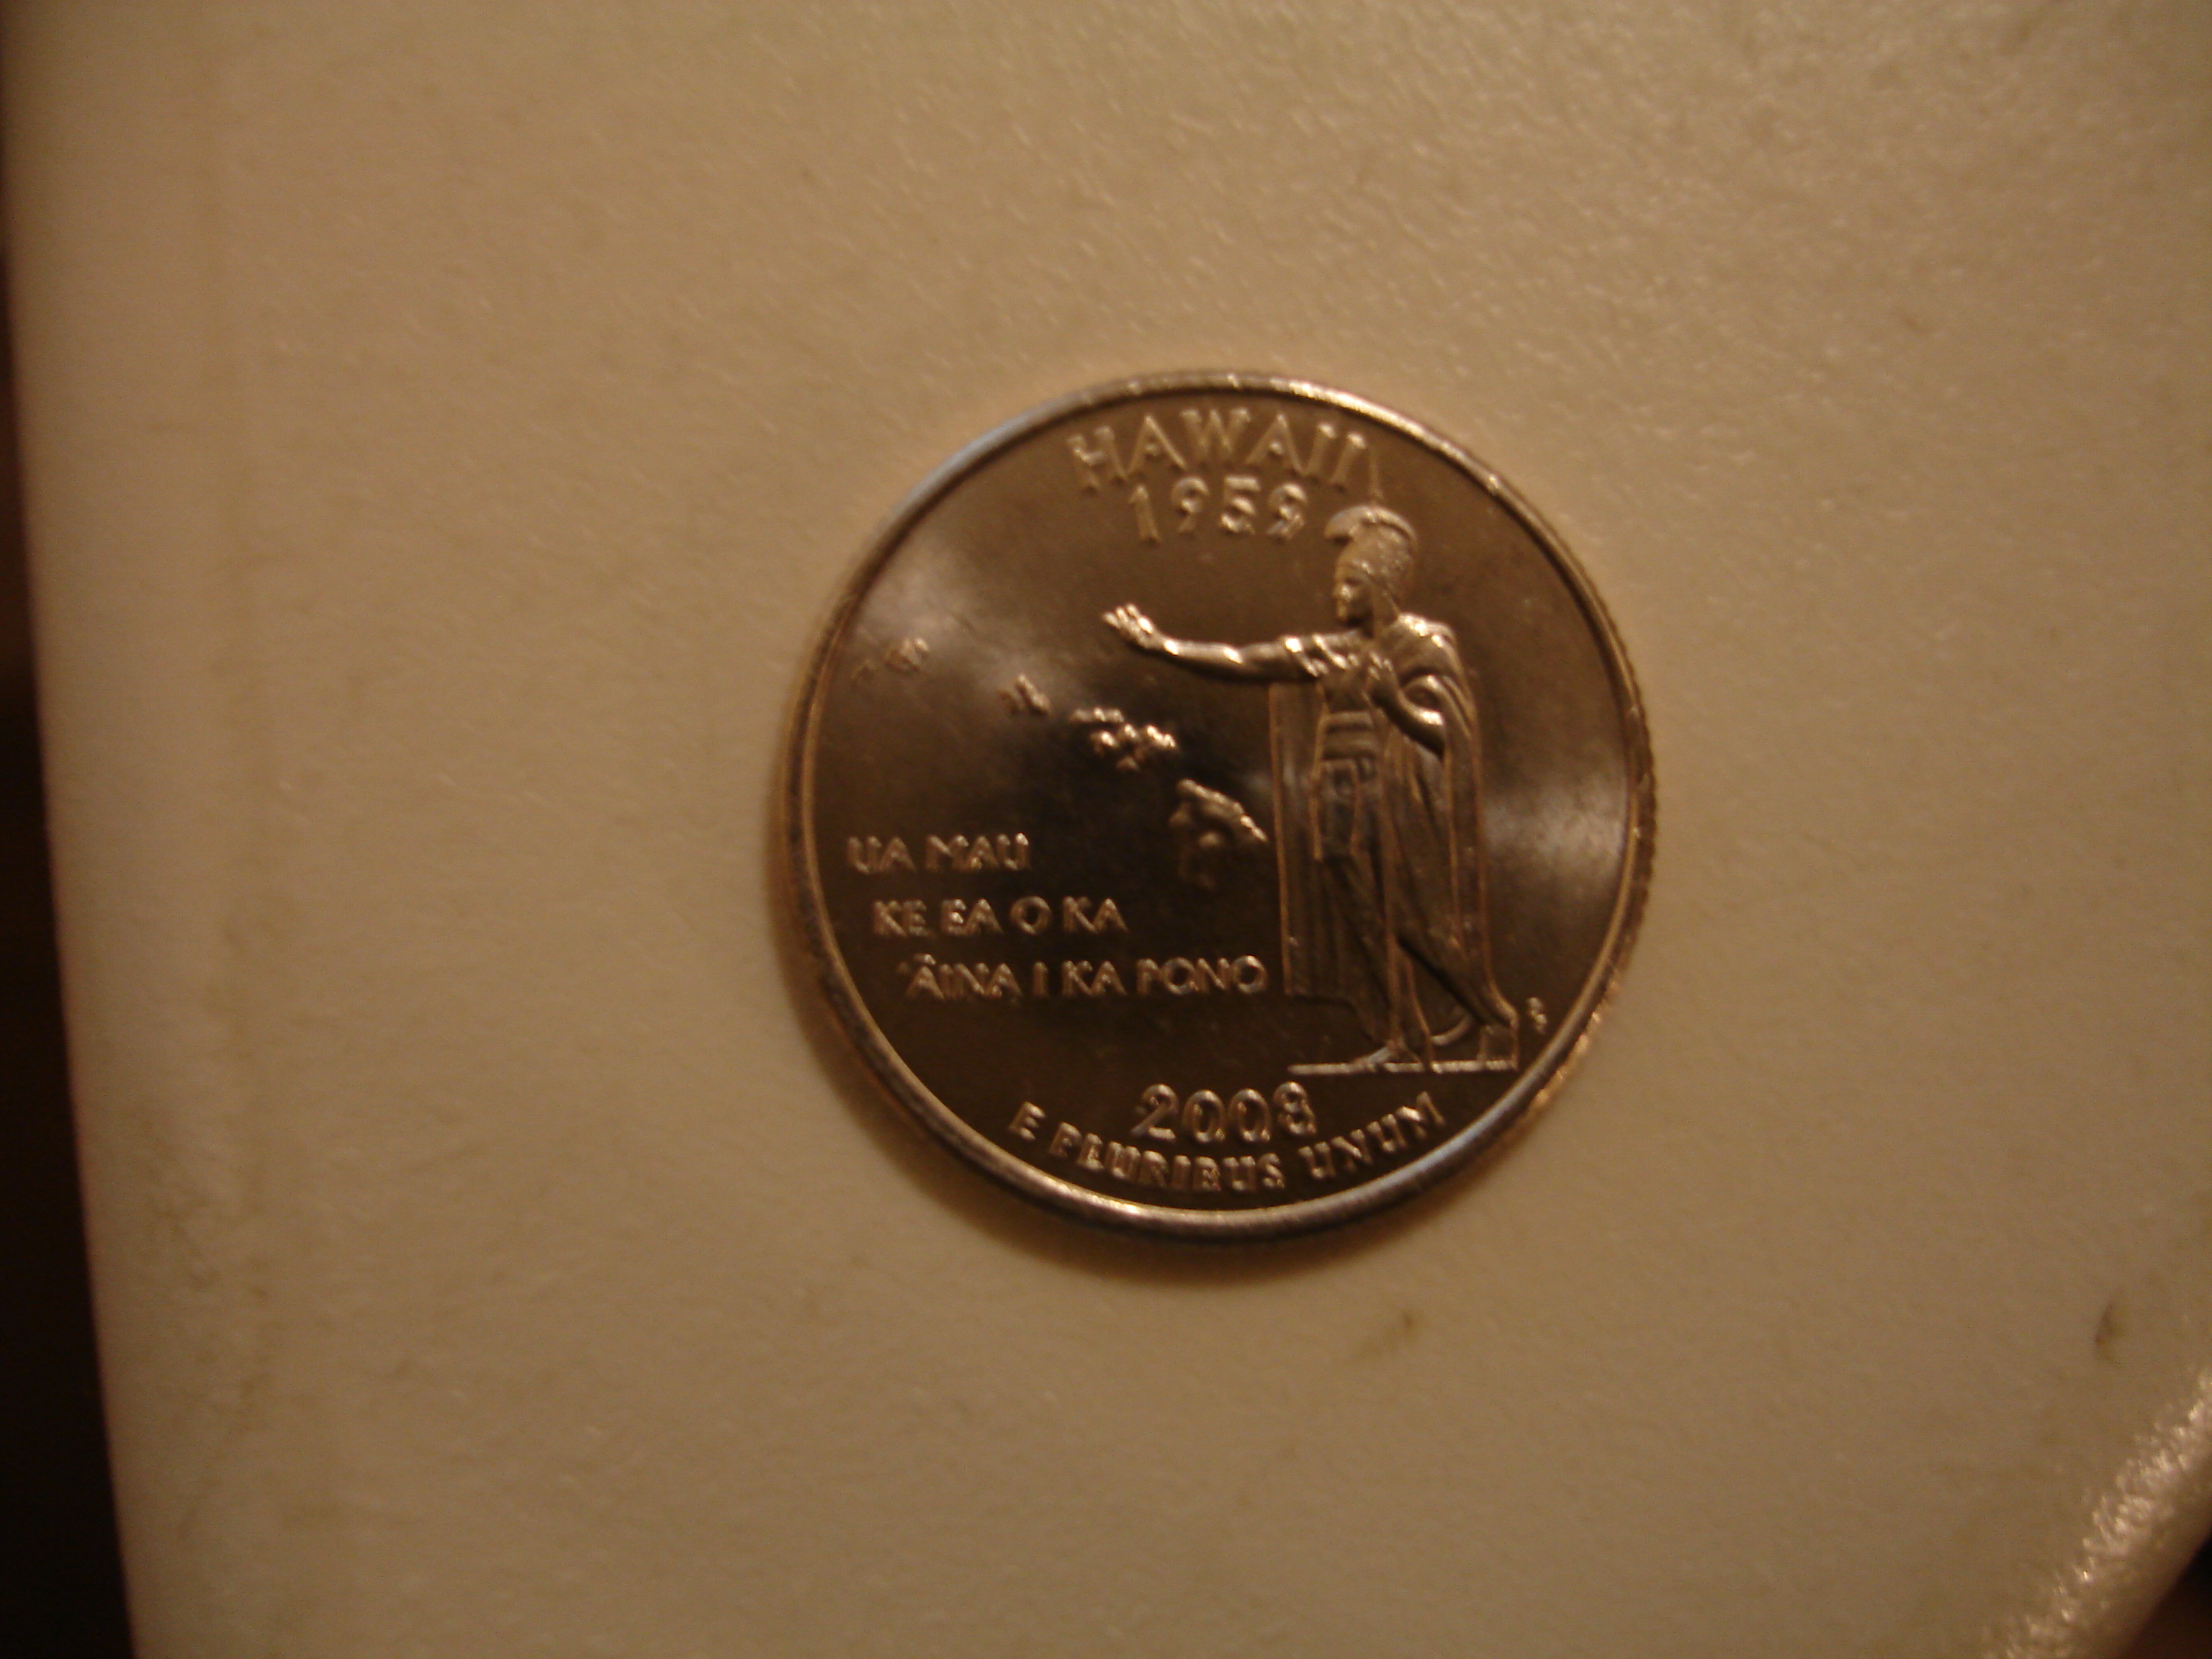 HAWAII
1959
UA MAU
KE EA O KA
ʻĀINA I KA PONO
2008
E PLURIBUS UNUM